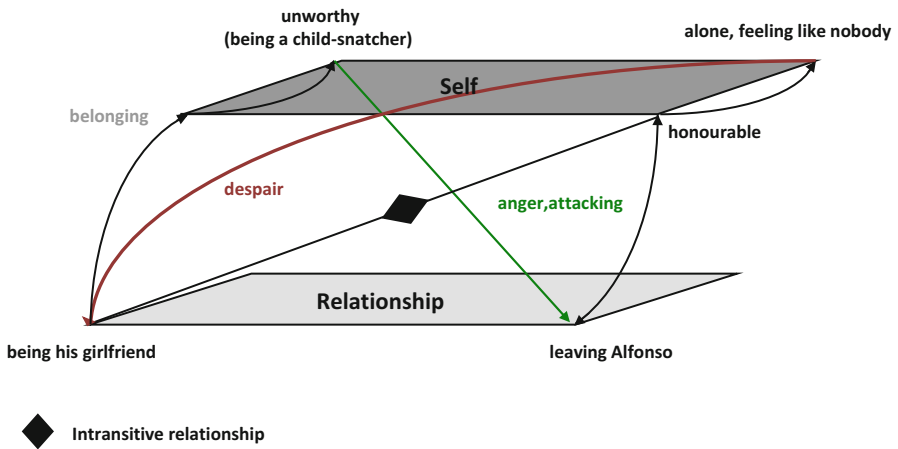 unworthy
(being a child-snatcher)
alone, feeling like nobody
Self
belonging
honourable
despair
anger,attacking
Relationship
being his girlfriend
leaving Alfonso
Intransitive relationship